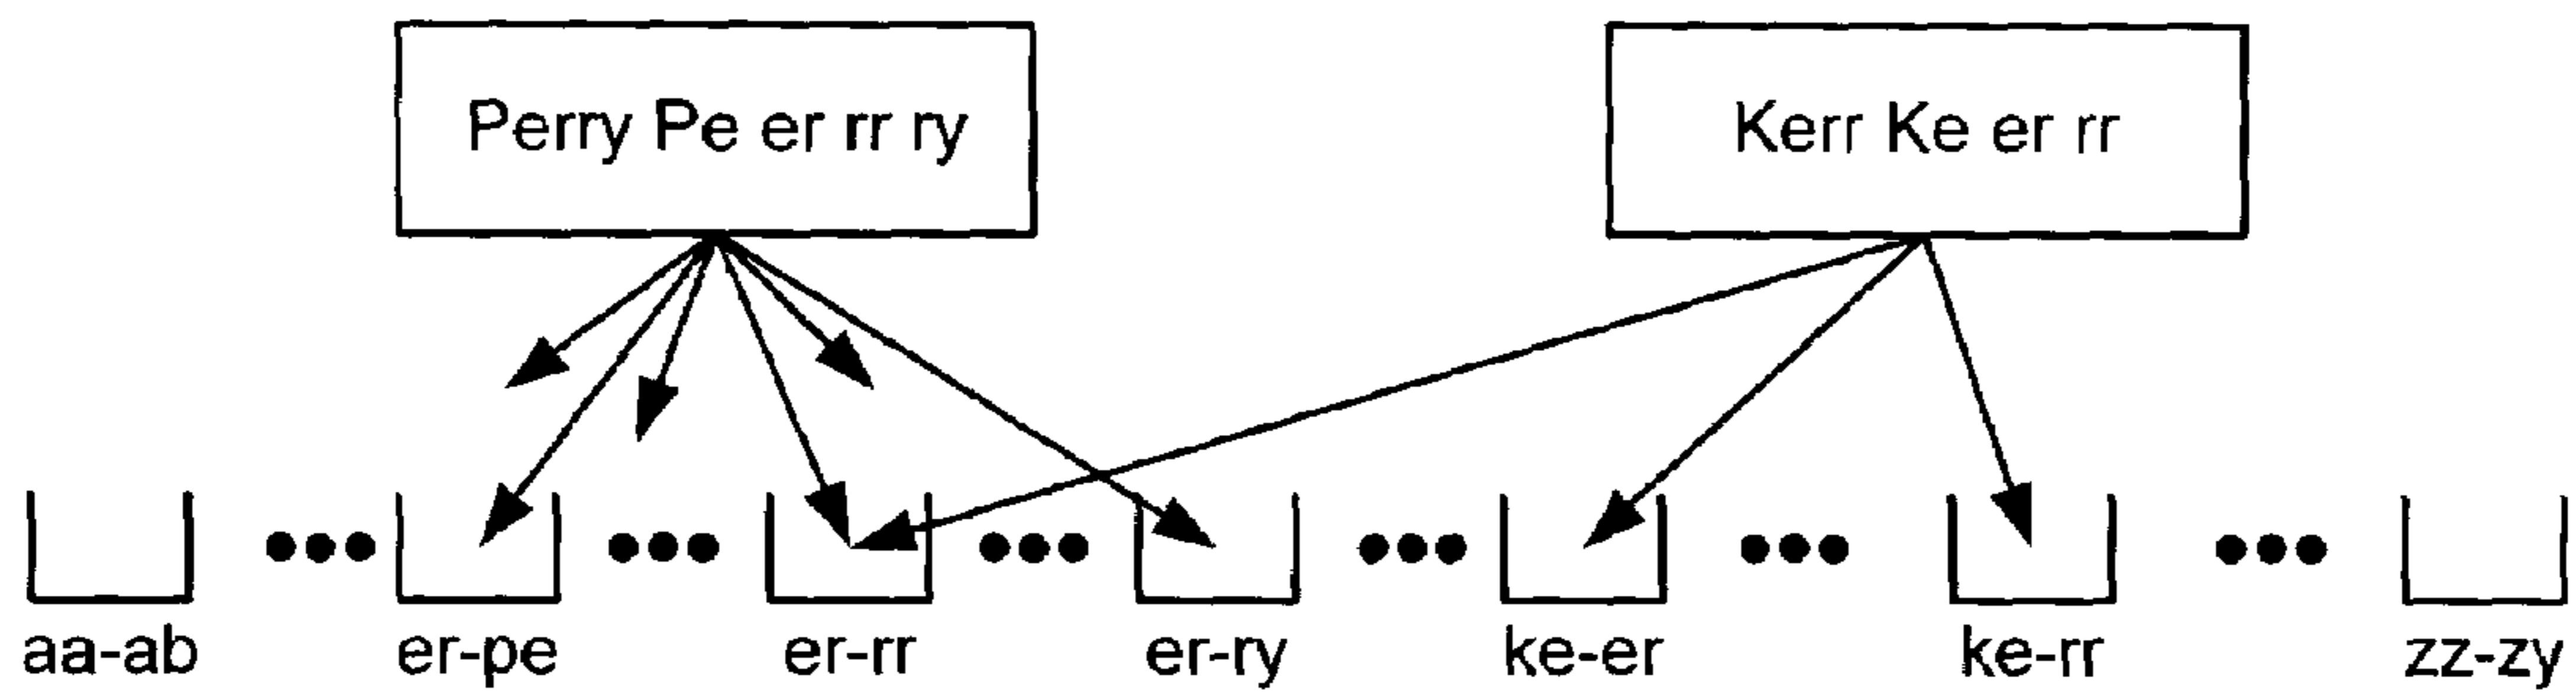 Perry Pe er rr ry
Kerr Ke er rr
aa-ab
er-pe
er-rr
er-ry
ke-er
ke-rr
zz-zy